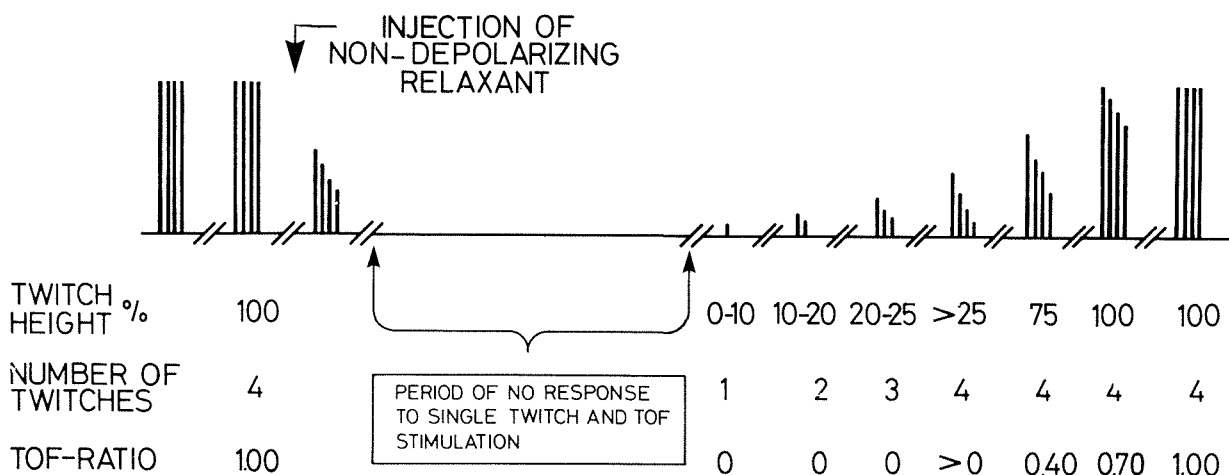 INJECTION OF
NON-DEPOLARIZING
RELAXANT
TWITCH
HEIGHT % 100 0-10 10-20 20-25 >25 75 100 100
NUMBER OF
TWITCHES 4 1 2 3 4 4 4 4
PERIOD OF NO RESPONSE
TO SINGLE TWITCH AND TOF
STIMULATION
TOF-RATIO 1.00 0 0 0 >0 0.40 0.70 1.00